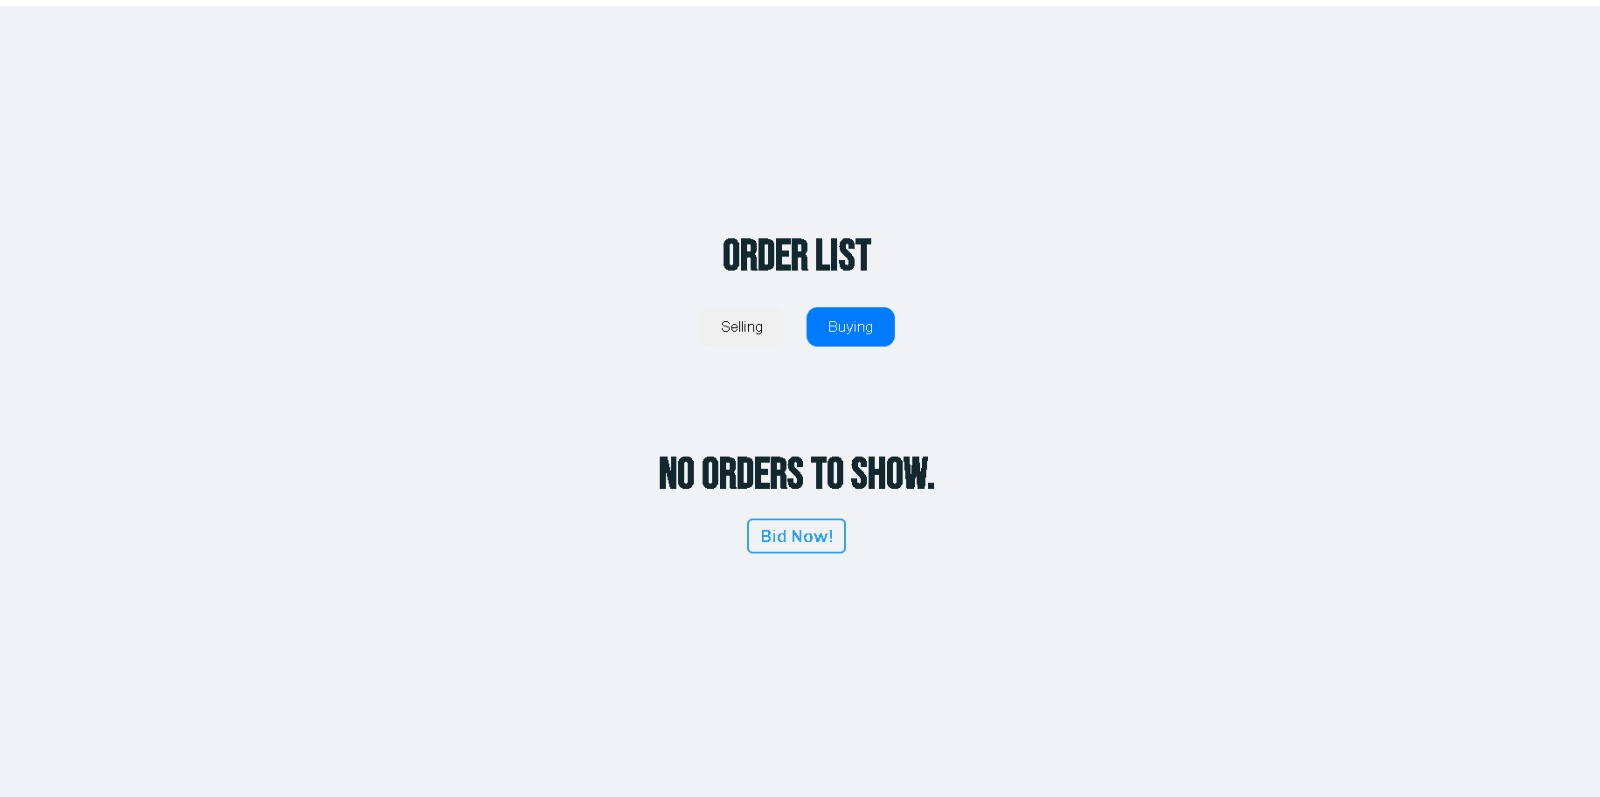 ORDER LIST
Selling Buying
NO ORDERS TO SHOW.
Bid Now!